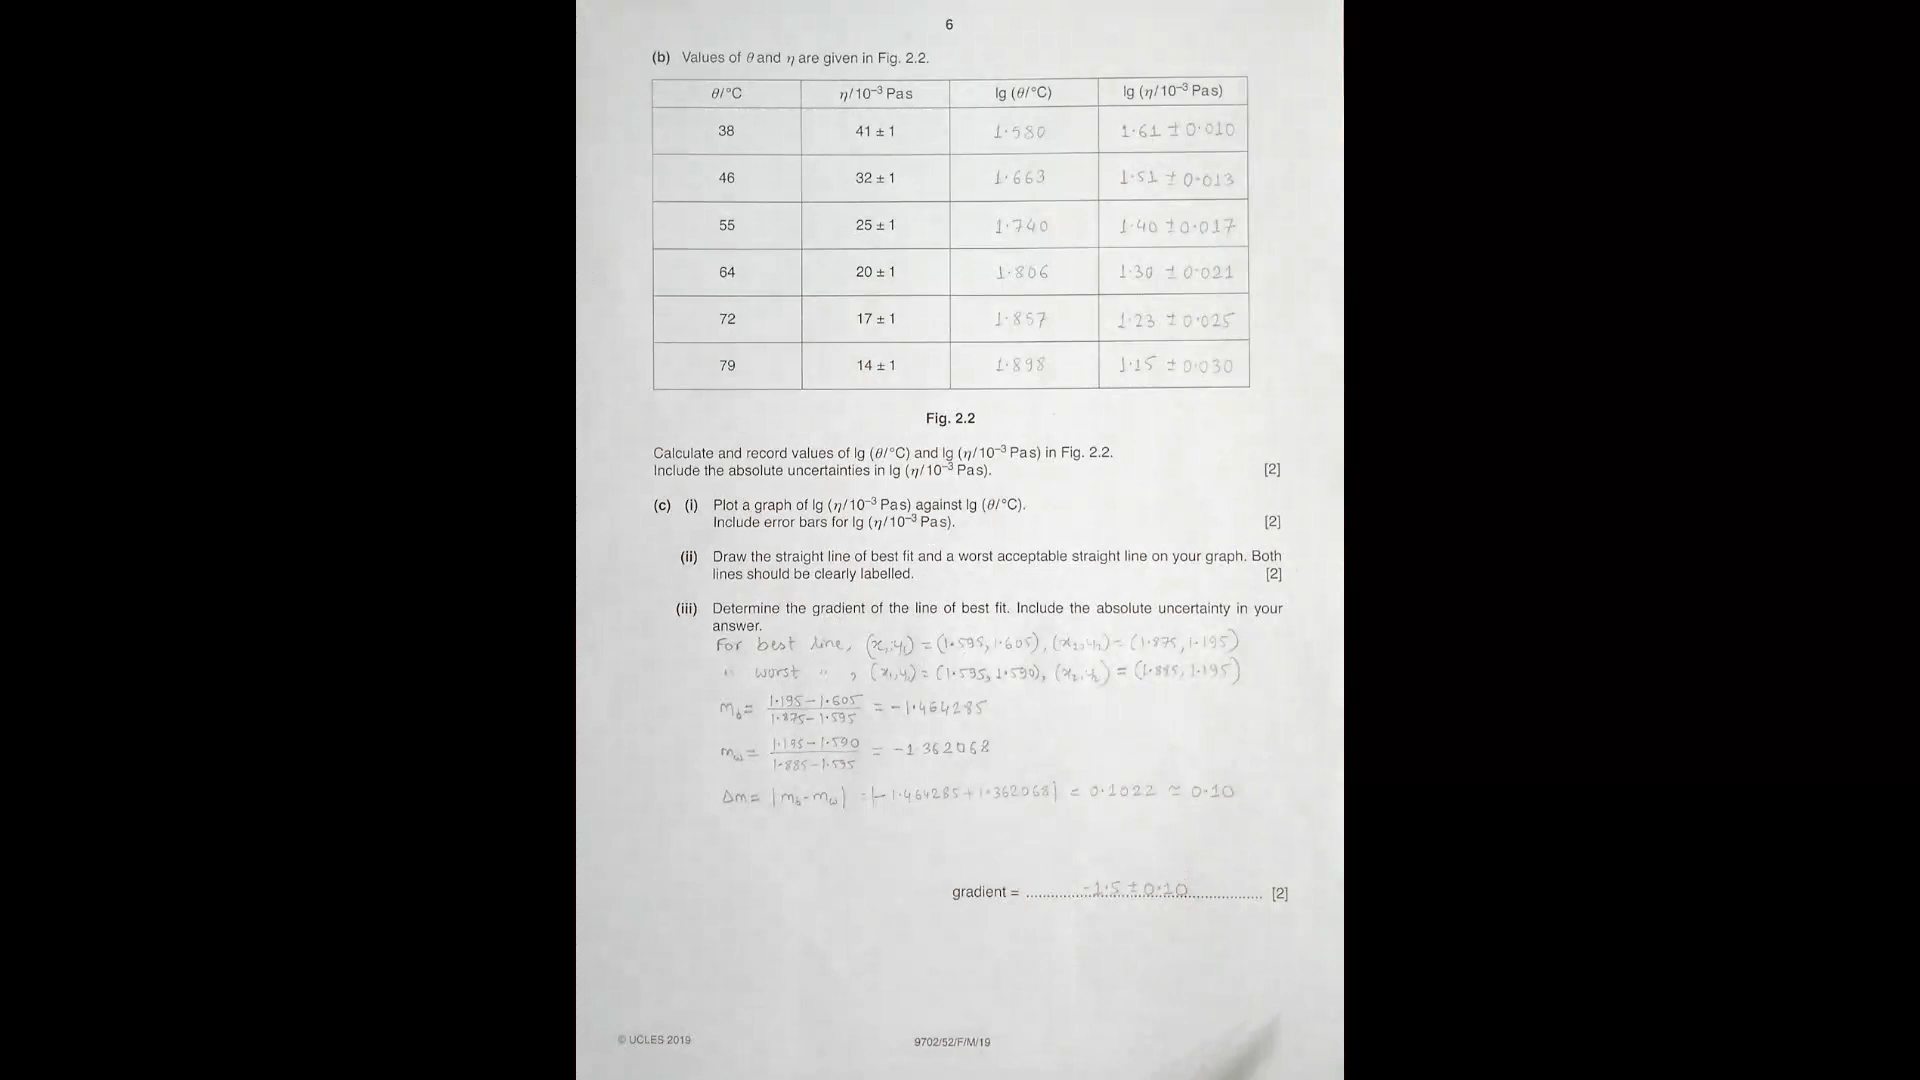 6
(b) Values of θ and η are given in Fig. 2.2.
θ/°C η/10⁻³ Pa s lg (θ/°C) lg (η/10⁻³ Pa s)
38 41 ± 1 1.580 1.61 ± 0.010
46 32 ± 1 1.663 1.51 ± 0.013
55 25 ± 1 1.740 1.40 ± 0.017
64 20 ± 1 1.806 1.30 ± 0.021
72 17 ± 1 1.857 1.23 ± 0.025
79 14 ± 1 1.898 1.15 ± 0.030
Fig. 2.2
Calculate and record values of lg (θ/°C) and lg (η/10⁻³ Pa s) in Fig. 2.2.
Include the absolute uncertainties in lg (η/10⁻³ Pa s). [2]
(c) (i) Plot a graph of lg (η/10⁻³ Pa s) against lg (θ/°C).
Include error bars for lg (η/10⁻³ Pa s). [2]
(ii) Draw the straight line of best fit and a worst acceptable straight line on your graph. Both
lines should be clearly labelled. [2]
(iii) Determine the gradient of the line of best fit. Include the absolute uncertainty in your
answer.
For best line, (x₁,y₁) = (1.595, 1.605), (x₂,y₂) = (1.875, 1.195)
" worst " , (x₁,y₁) = (1.595, 1.590), (x₂,y₂) = (1.885, 1.195)
m_b = (1.195 - 1.605)/(1.875 - 1.595) = -1.464285
m_w = (1.195 - 1.590)/(1.885 - 1.595) = -1.362068
Δm = |m_b - m_w| = |-1.464285 + 1.362068| = 0.1022 ≈ 0.10
gradient = -1.5 ± 0.10 [2]
© UCLES 2019 9702/52/F/M/19